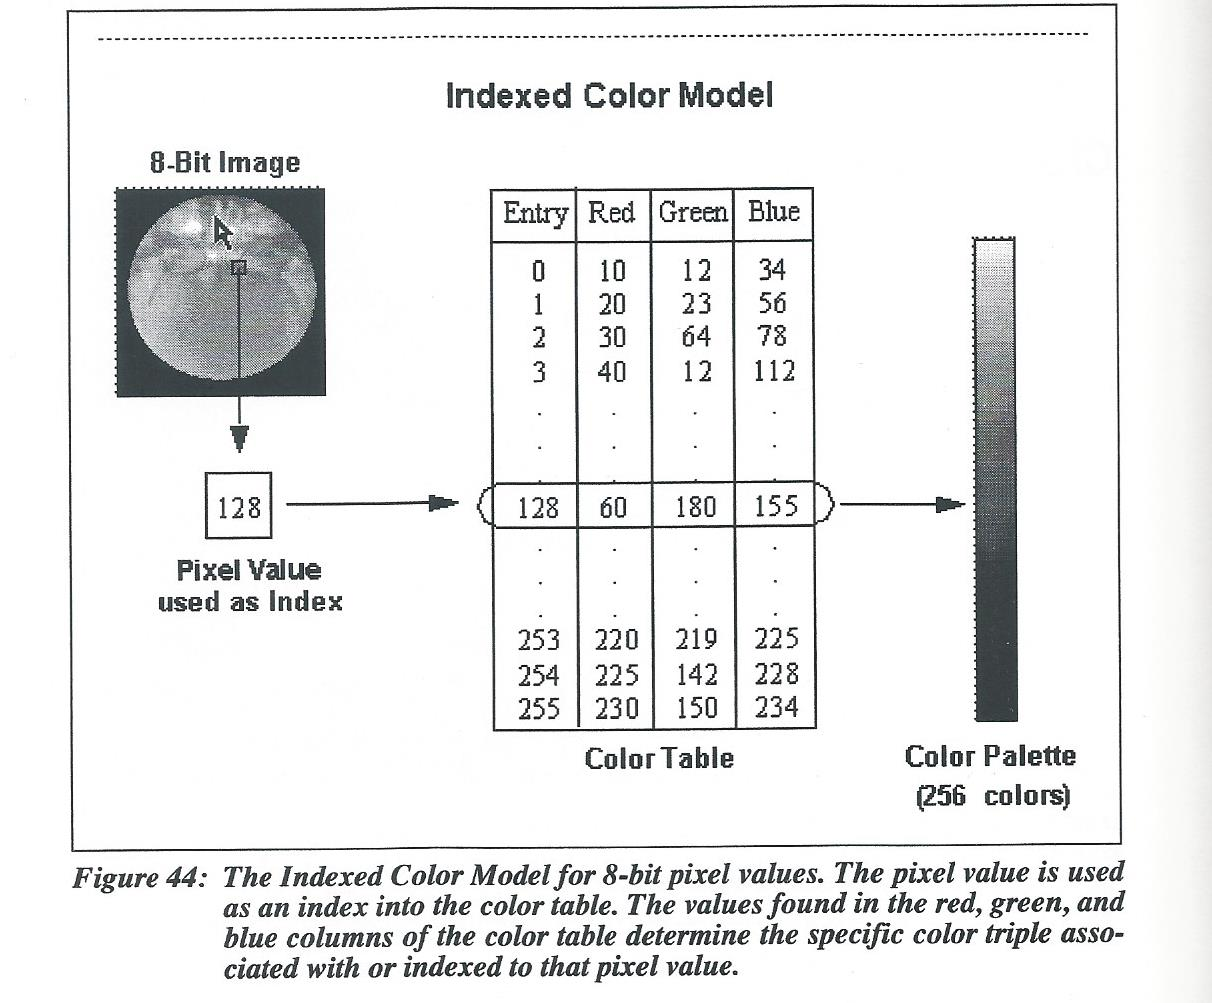 Indexed Color Model
8-Bit Image
Entry Red Green Blue
0 10 12 34
1 20 23 56
2 30 64 78
3 40 12 112
. . . .
. . . .
. . . .
128
128 60 180 155
Pixel Value
used as Index
. . . .
. . . .
. . . .
253 220 219 225
254 225 142 228
255 230 150 234
Color Table
Color Palette
(256 colors)
Figure 44: The Indexed Color Model for 8-bit pixel values. The pixel value is used
as an index into the color table. The values found in the red, green, and
blue columns of the color table determine the specific color triple asso-
ciated with or indexed to that pixel value.